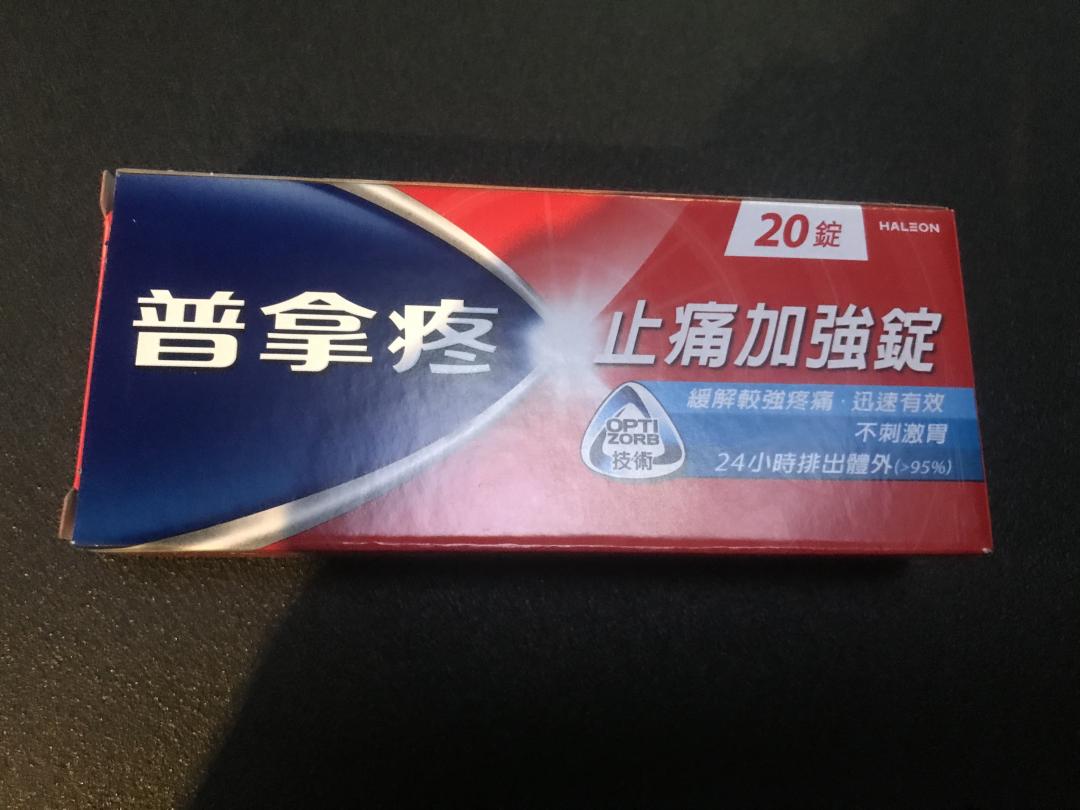 普拿疼
20錠
HALEON
止痛加強錠
OPTI
ZORB
技術
緩解較強疼痛·迅速有效
不刺激胃
24小時排出體外(>95%)